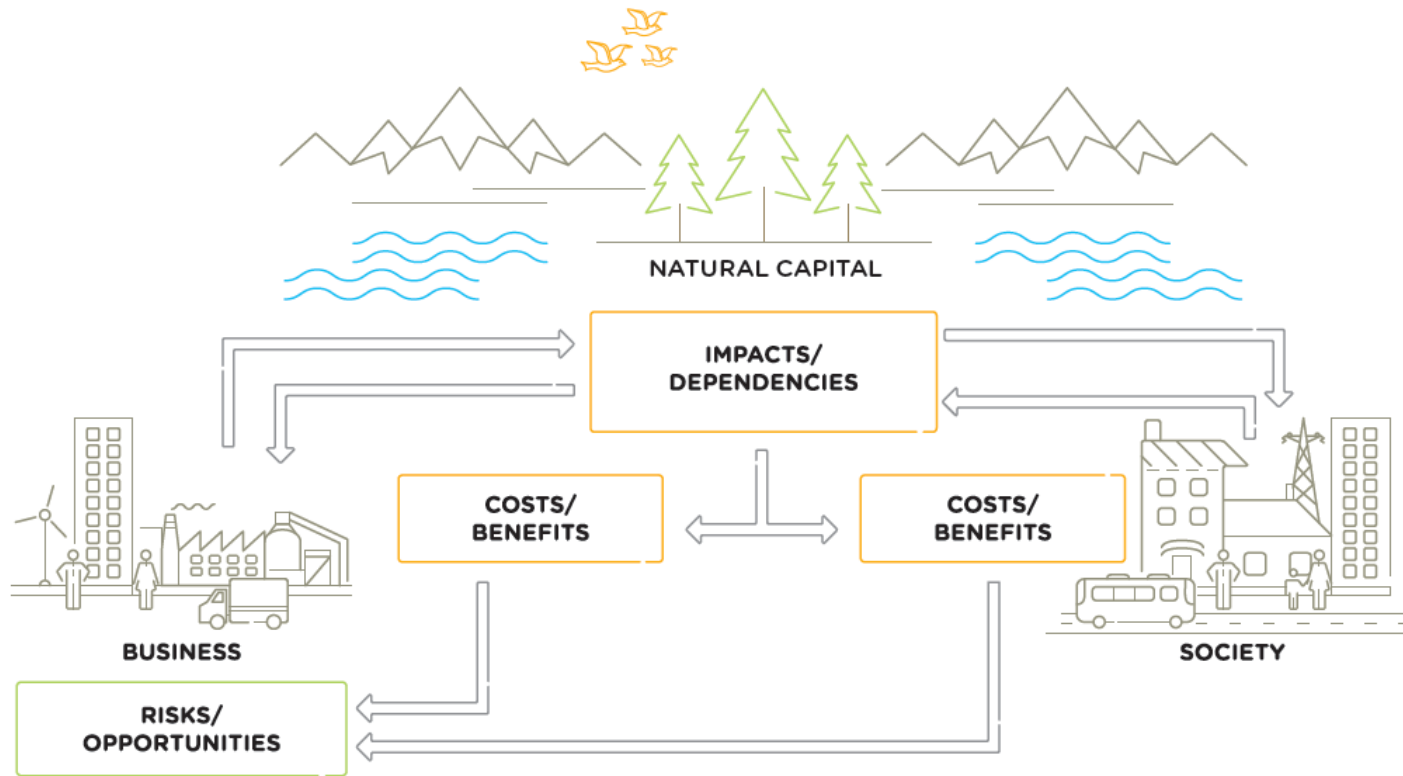 NATURAL CAPITAL
IMPACTS/
DEPENDENCIES
COSTS/
BENEFITS
COSTS/
BENEFITS
BUSINESS
SOCIETY
RISKS/
OPPORTUNITIES